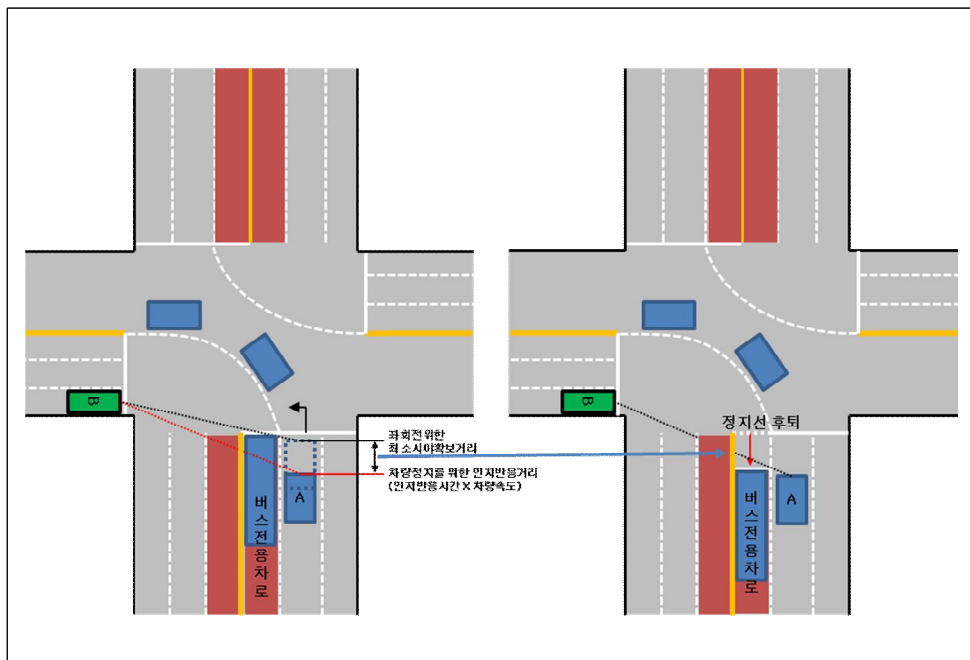 B
B
정지선 후퇴
좌회전위한
최소시야확보거리
차량정지를 위한 인지반응거리
(인지반응시간 X 차량속도)
A
A
버스전용차로
버스전용차로